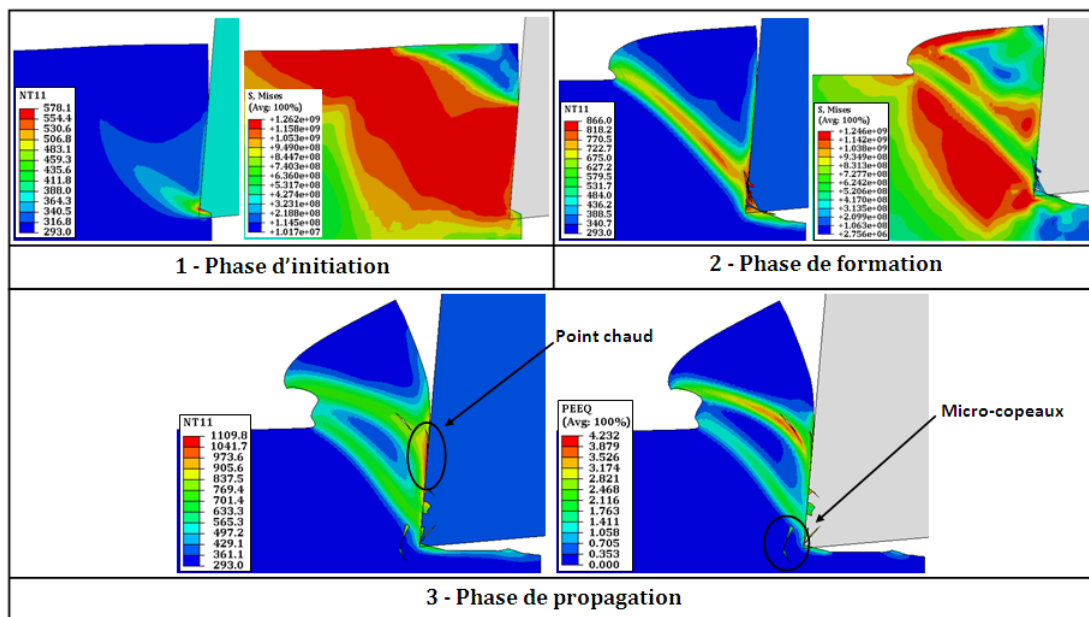 NT11
578.1
554.4
530.6
506.8
483.1
459.3
435.6
411.8
388.0
364.3
340.5
316.8
293.0
S, Mises
(Avg: 100%)
+1.262e+09
+1.158e+09
+1.053e+09
+9.490e+08
+8.447e+08
+7.403e+08
+6.360e+08
+5.317e+08
+4.274e+08
+3.231e+08
+2.188e+08
+1.145e+08
+1.017e+07
1 - Phase d’initiation
NT11
866.0
818.2
770.5
722.7
675.0
627.2
579.5
531.7
484.0
436.2
388.5
340.7
293.0
S, Mises
(Avg: 100%)
+1.246e+09
+1.142e+09
+1.038e+09
+9.349e+08
+8.313e+08
+7.277e+08
+6.242e+08
+5.206e+08
+4.170e+08
+3.135e+08
+2.099e+08
+1.063e+08
+2.756e+06
2 - Phase de formation
NT11
1109.8
1041.7
973.6
905.6
837.5
769.4
701.4
633.3
565.3
497.2
429.1
361.1
293.0
Point chaud
PEEQ
(Avg: 100%)
4.232
3.879
3.526
3.174
2.821
2.468
2.116
1.763
1.411
1.058
0.705
0.353
0.000
Micro-copeaux
3 - Phase de propagation